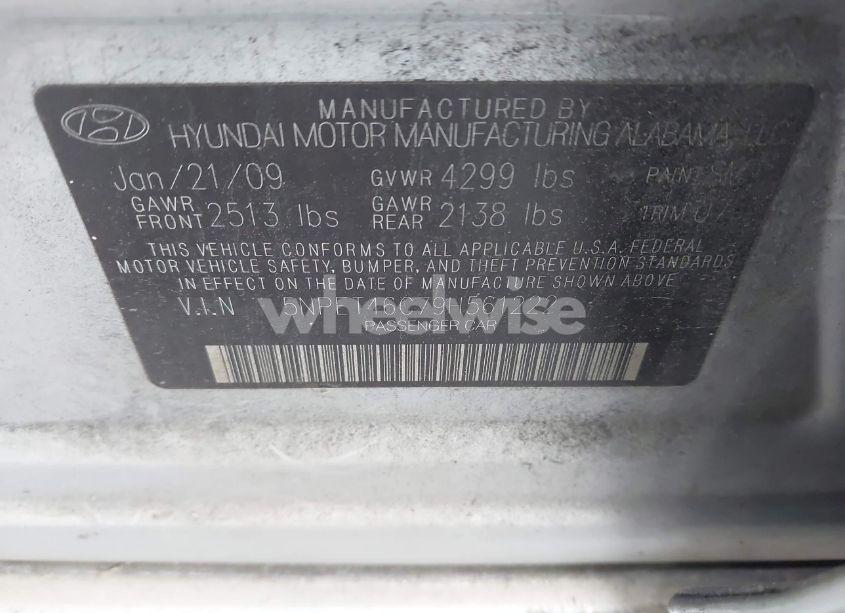 MANUFACTURED BY
HYUNDAI MOTOR MANUFACTURING ALABAMA, LLC
Jan/21/09 GVWR 4299 lbs PAINT
GAWR FRONT 2513 lbs GAWR REAR 2138 lbs TRIM
THIS VEHICLE CONFORMS TO ALL APPLICABLE U.S.A. FEDERAL
MOTOR VEHICLE SAFETY, BUMPER, AND THEFT PREVENTION STANDARDS
IN EFFECT ON THE DATE OF MANUFACTURE SHOWN ABOVE
V.I.N
wheelwise
PASSENGER CAR